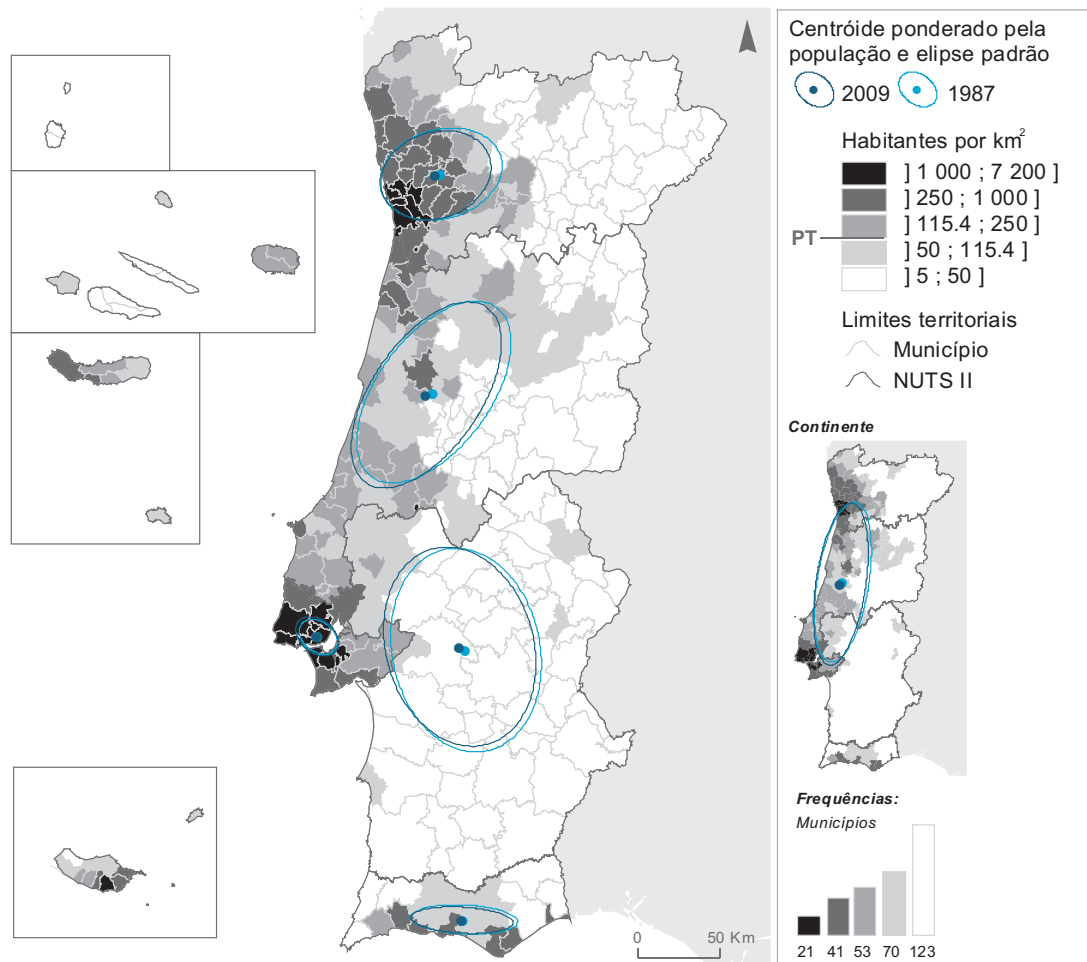 Centróide ponderado pela
população e elipse padrão
2009 1987
Habitantes por km²
] 1 000 ; 7 200 ]
] 250 ; 1 000 ]
] 115.4 ; 250 ]
PT
] 50 ; 115.4 ]
] 5 ; 50 ]
Limites territoriais
Município
NUTS II
Continente
Frequências:
Municípios
21 41 53 70 123
0 50 Km